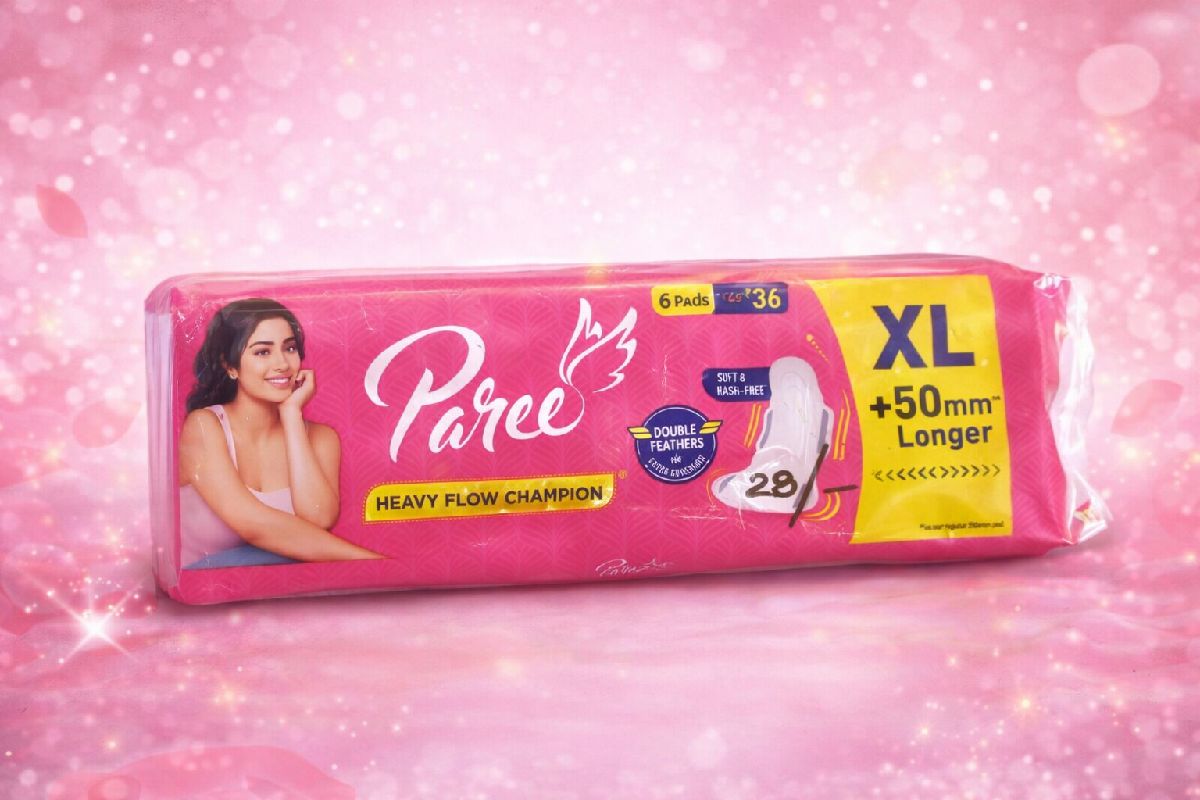 Paree
HEAVY FLOW CHAMPION
6 PADS ₹36
SOFT &
RASH-FREE
DOUBLE
FEATHERS
28/-
XL
+50mm
Longer